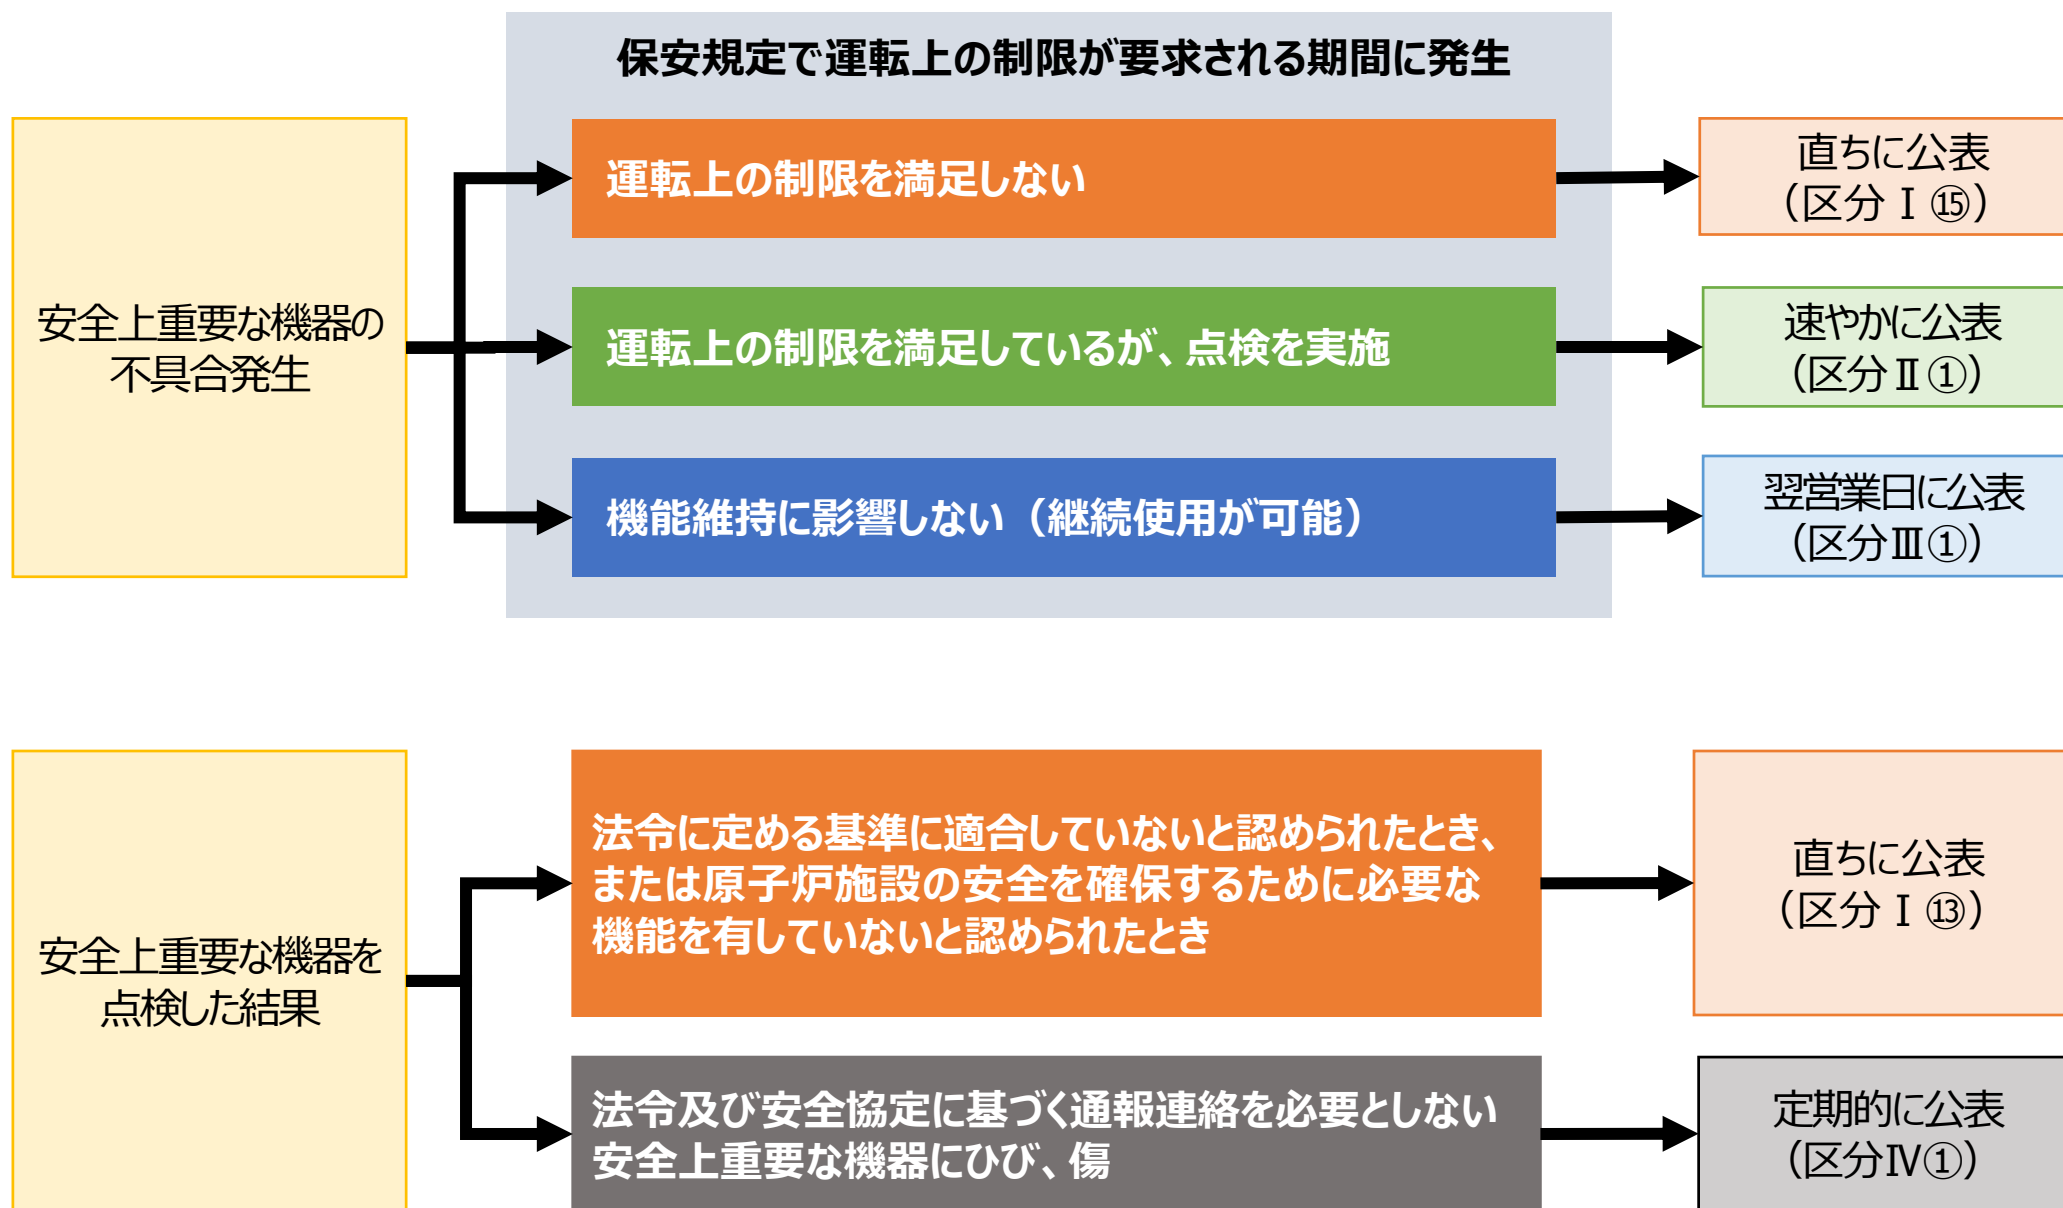 保安規定で運転上の制限が要求される期間に発生
安全上重要な機器の
不具合発生
運転上の制限を満足しない
直ちに公表
（区分Ⅰ⑮）
運転上の制限を満足しているが、点検を実施
速やかに公表
（区分Ⅱ①）
機能維持に影響しない（継続使用が可能）
翌営業日に公表
（区分Ⅲ①）
安全上重要な機器を
点検した結果
法令に定める基準に適合していないと認められたとき、
または原子炉施設の安全を確保するために必要な
機能を有していないと認められたとき
直ちに公表
（区分Ⅰ⑬）
法令及び安全協定に基づく通報連絡を必要としない
安全上重要な機器にひび、傷
定期的に公表
（区分Ⅳ①）